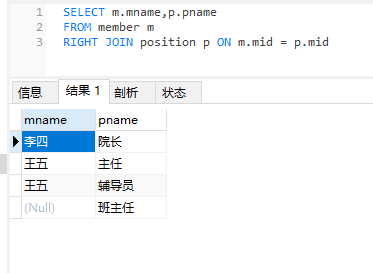 1 SELECT m.mname,p.pname
2 FROM member m
3 RIGHT JOIN position p ON m.mid = p.mid
信息 结果 1 剖析 状态
mname pname
李四 院长
王五 主任
王五 辅导员
(Null) 班主任